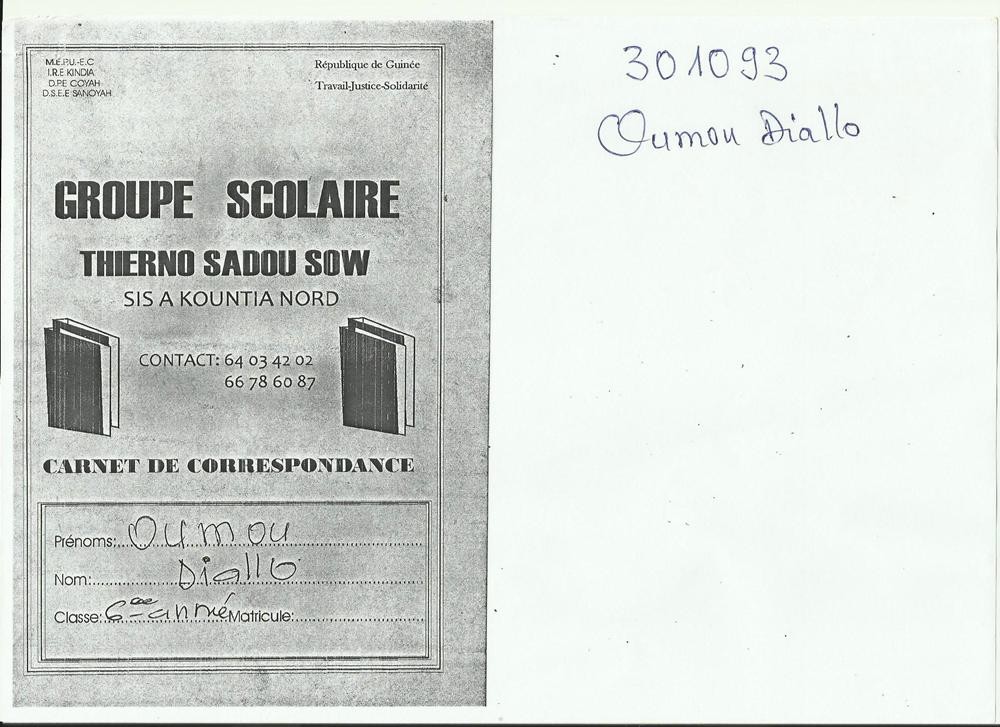 M.E.P.U.-E.C
I.R.E KINDIA
D.P.E COYAH
D.S.E.E SANOYAH
République de Guinée
Travail-Justice-Solidarité
GROUPE SCOLAIRE
THIERNO SADOU SOW
SIS A KOUNTIA NORD
CONTACT: 64 03 42 02
66 78 60 87
CARNET DE CORRESPONDANCE
Prénoms: Oumou
Nom: Diallo
Classe: 6ème année Matricule:
301093
Oumou Diallo